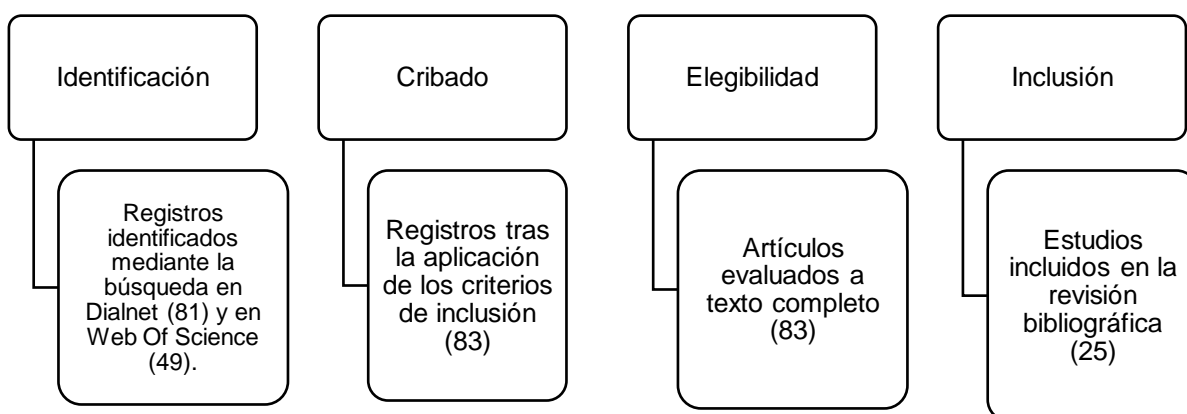 Identificación
Registros
identificados
mediante la
búsqueda en
Dialnet (81) y en
Web Of Science
(49).
Cribado
Registros tras
la aplicación
de los criterios
de inclusión
(83)
Elegibilidad
Artículos
evaluados a
texto completo
(83)
Inclusión
Estudios
incluidos en la
revisión
bibliográfica
(25)